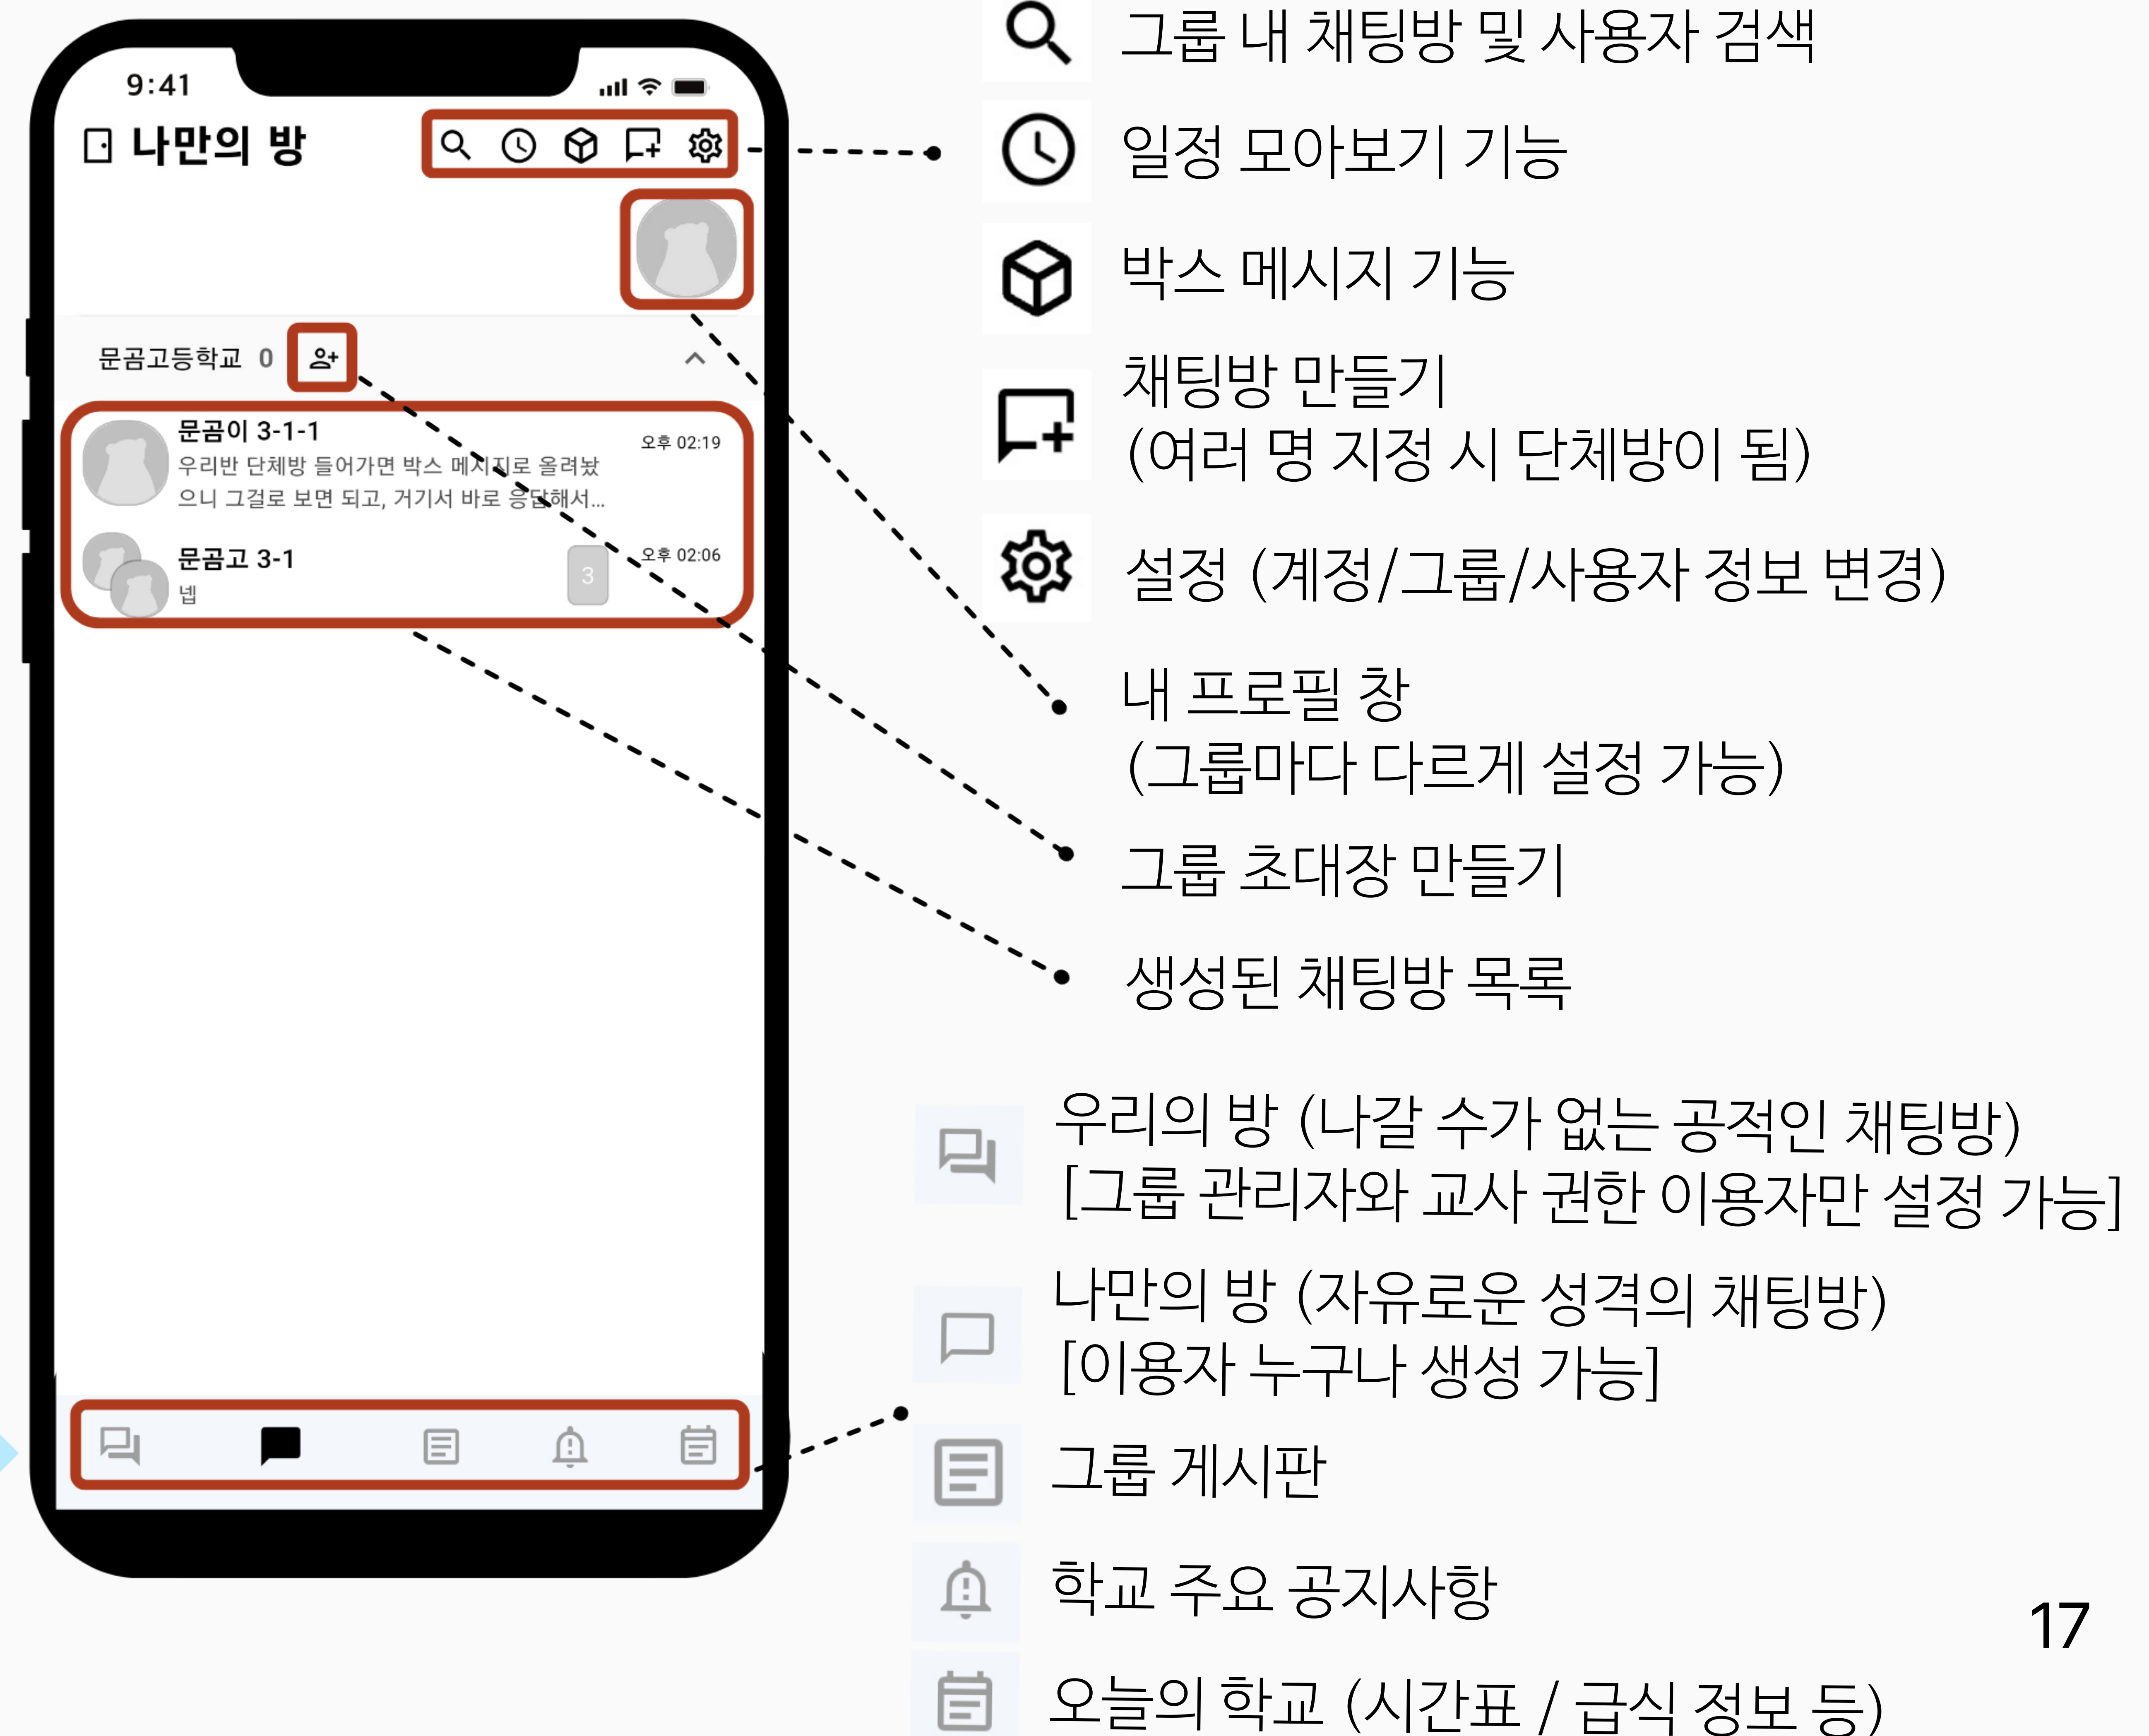 9:41
나만의 방
문곰고등학교 0
문곰이 3-1-1
오후 02:19
우리반 단체방 들어가면 박스 메시지로 올려놨
으니 그걸로 보면 되고, 거기서 바로 응답해서...
문곰고 3-1
3
오후 02:06
넵
그룹 내 채팅방 및 사용자 검색
일정 모아보기 기능
박스 메시지 기능
채팅방 만들기
(여러 명 지정 시 단체방이 됨)
설정 (계정/그룹/사용자 정보 변경)
내 프로필 창
(그룹마다 다르게 설정 가능)
그룹 초대장 만들기
생성된 채팅방 목록
우리의 방 (나갈 수가 없는 공적인 채팅방)
[그룹 관리자와 교사 권한 이용자만 설정 가능]
나만의 방 (자유로운 성격의 채팅방)
[이용자 누구나 생성 가능]
그룹 게시판
학교 주요 공지사항
오늘의 학교 (시간표 / 급식 정보 등)
17